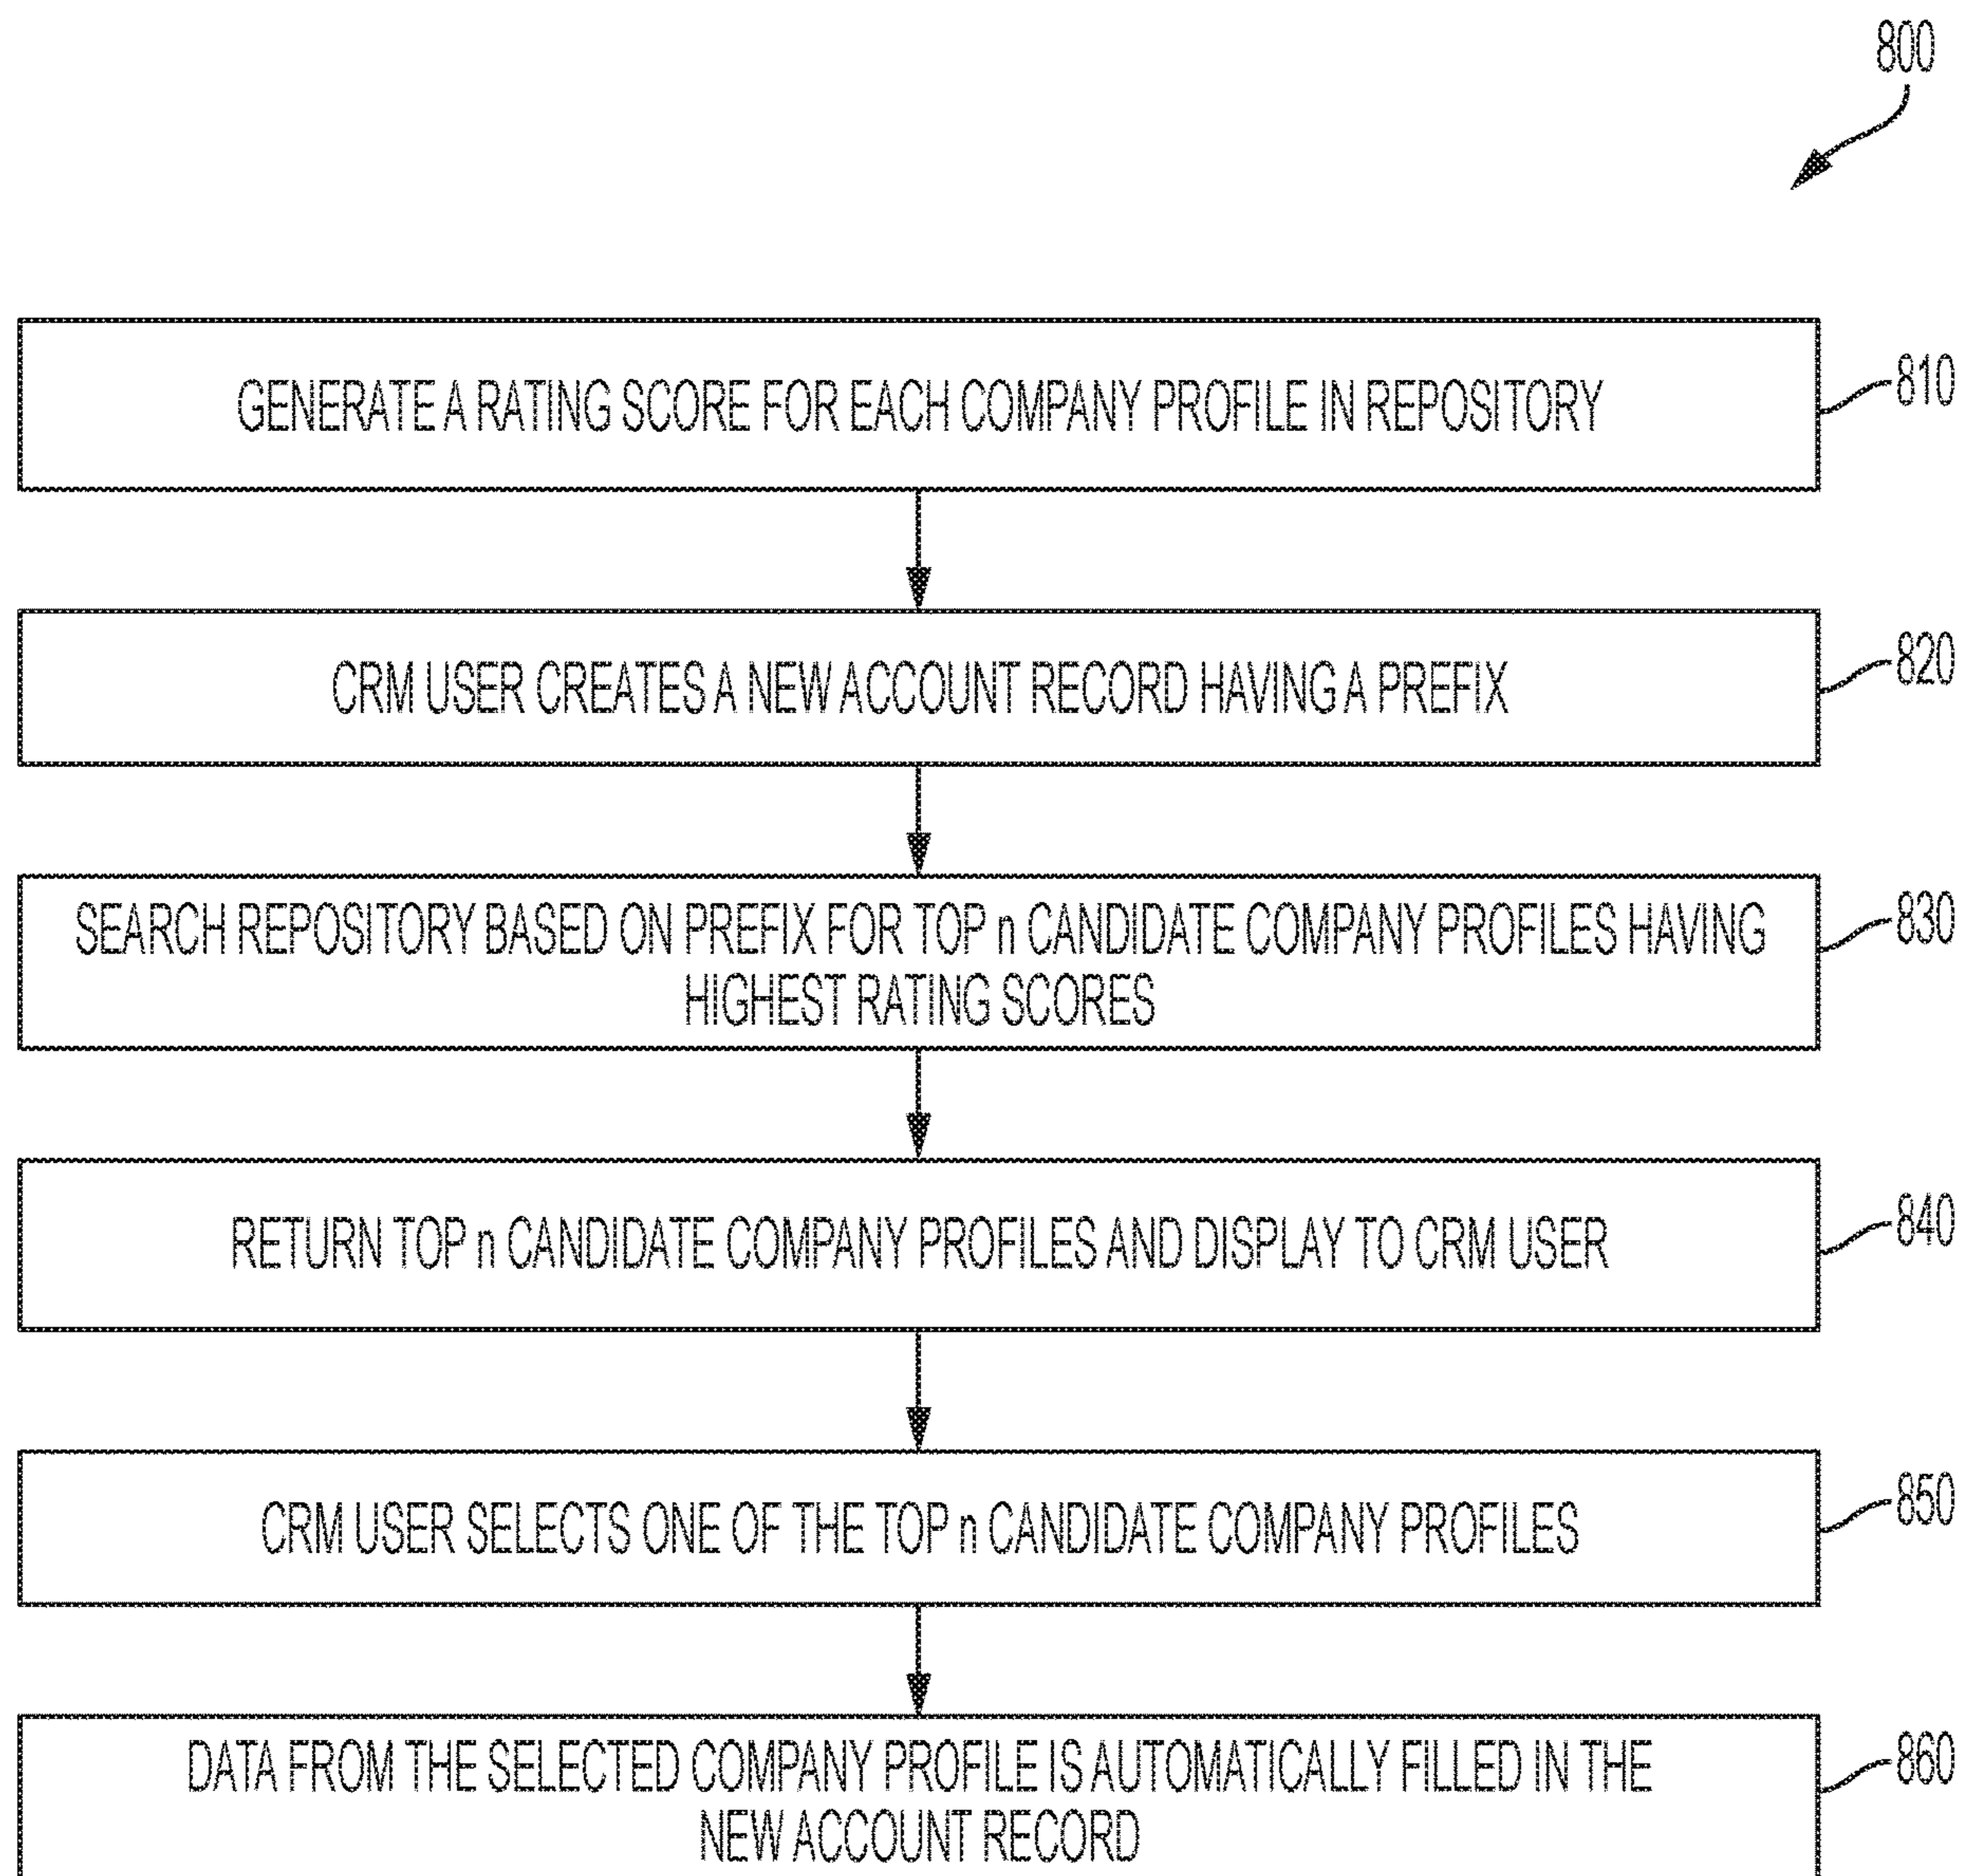 800
GENERATE A RATING SCORE FOR EACH COMPANY PROFILE IN REPOSITORY
810
CRM USER CREATES A NEW ACCOUNT RECORD HAVING A PREFIX
820
SEARCH REPOSITORY BASED ON PREFIX FOR TOP n CANDIDATE COMPANY PROFILES HAVING
HIGHEST RATING SCORES
830
RETURN TOP n CANDIDATE COMPANY PROFILES AND DISPLAY TO CRM USER
840
CRM USER SELECTS ONE OF THE TOP n CANDIDATE COMPANY PROFILES
850
DATA FROM THE SELECTED COMPANY PROFILE IS AUTOMATICALLY FILLED IN THE
NEW ACCOUNT RECORD
860